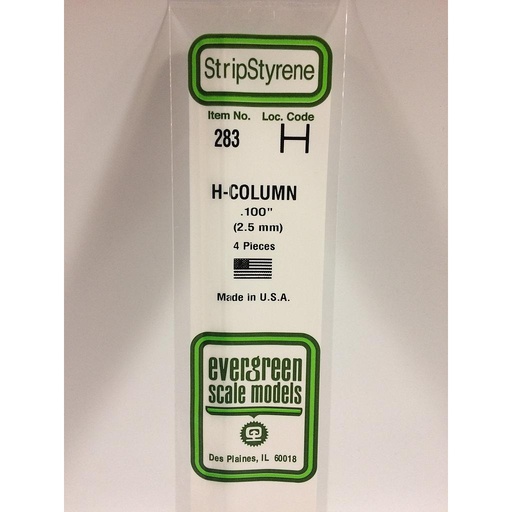 StripStyrene
Item No. Loc. Code
283 H
H-COLUMN
.100"
(2.5 mm)
4 Pieces
Made in U.S.A.
evergreen
scale models
Des Plaines, IL 60018